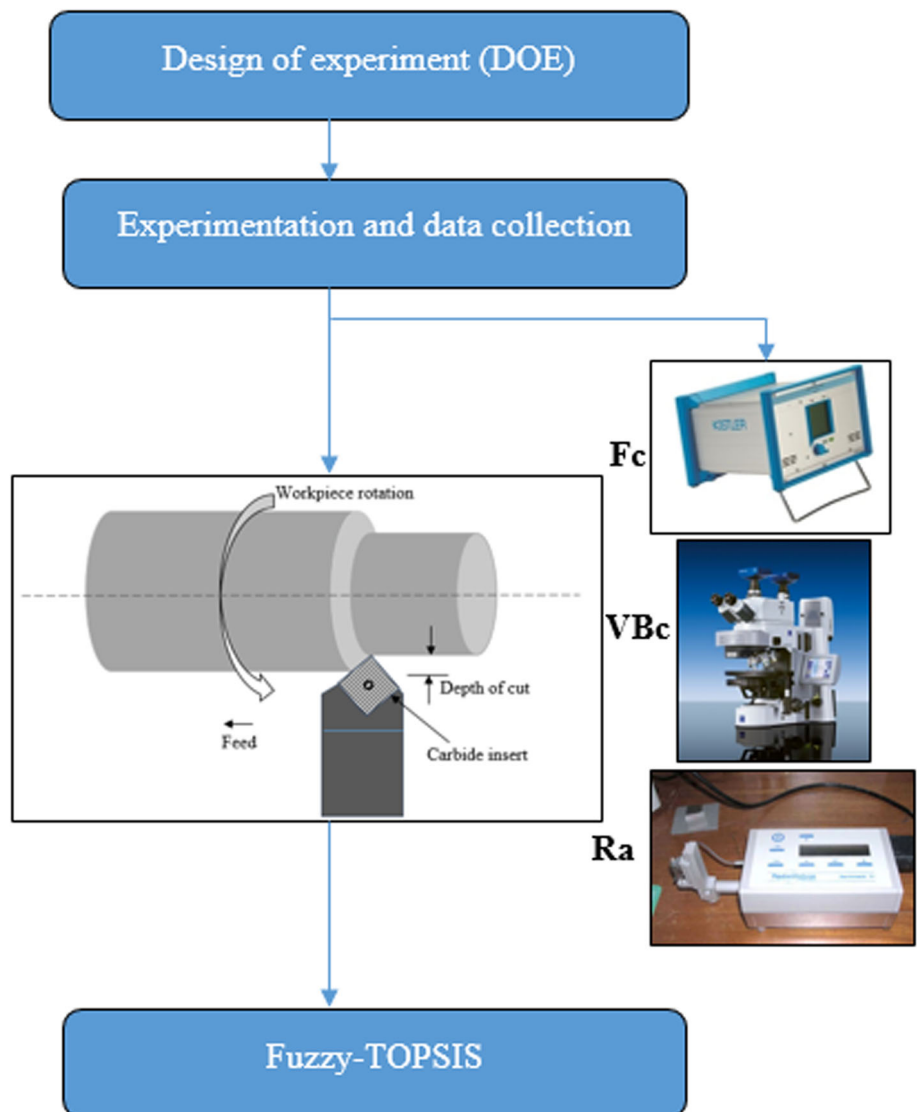 Design of experiment (DOE)
Experimentation and data collection
Fc
KISTLER
Workpiece rotation
VBc
Depth of cut
Feed
Carbide insert
Ra
Fuzzy-TOPSIS